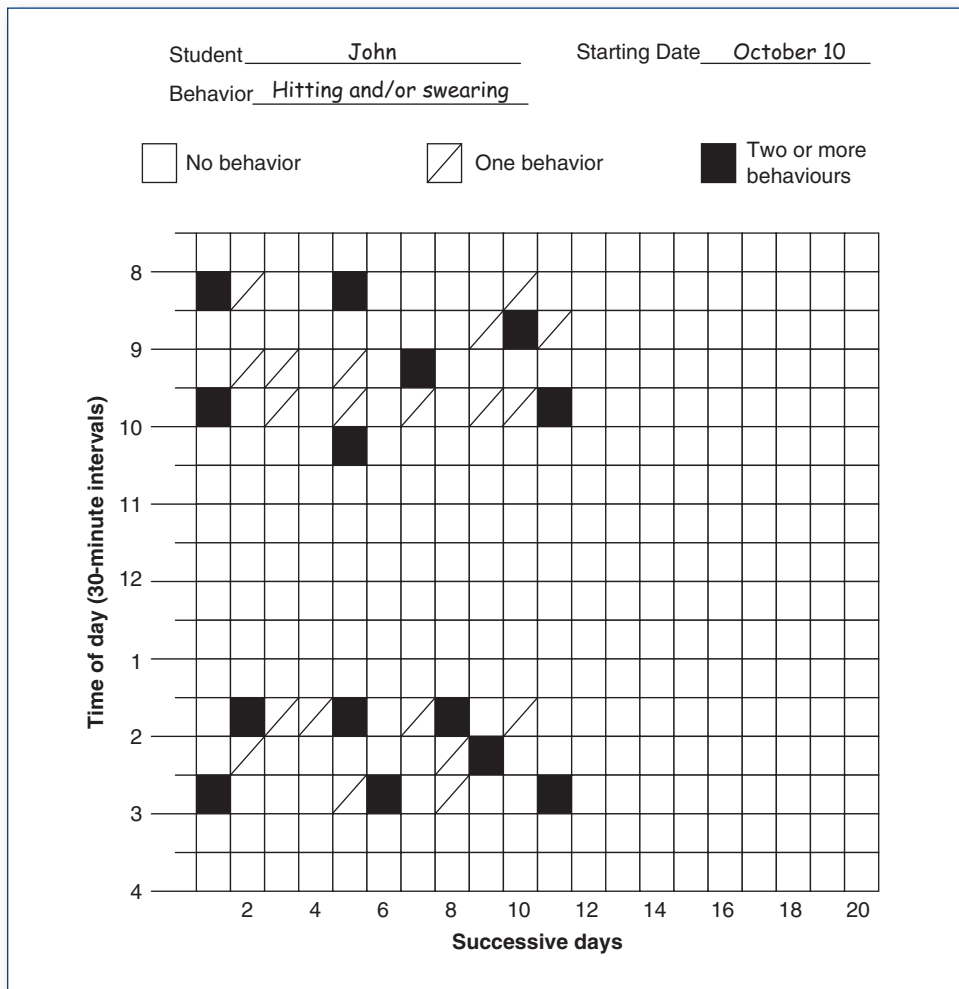 Student John Starting Date October 10
Behavior Hitting and/or swearing
No behavior One behavior Two or more
behaviours
Time of day (30-minute intervals)
8
9
10
11
12
1
2
3
4
2 4 6 8 10 12 14 16 18 20
Successive days